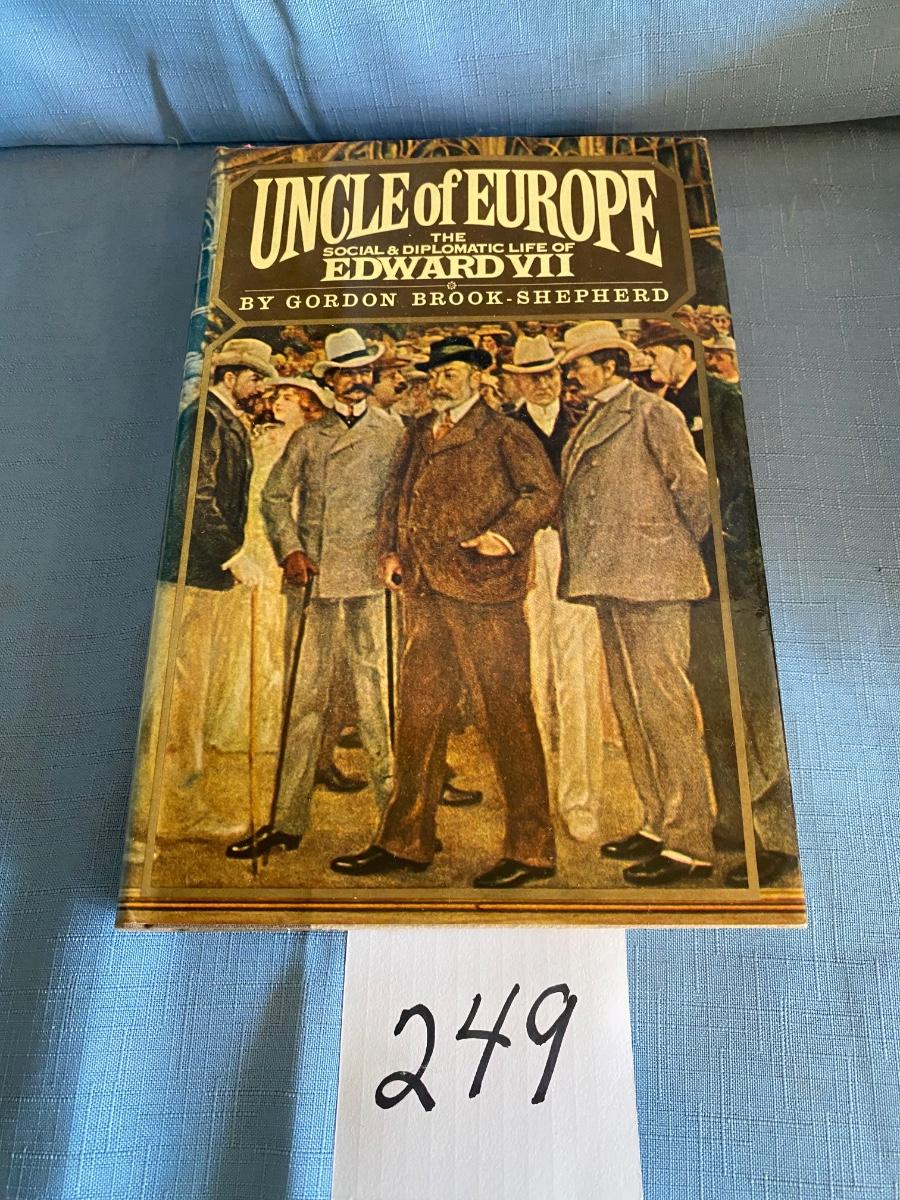 UNCLE of EUROPE
THE
SOCIAL & DIPLOMATIC LIFE OF
EDWARD VII
BY GORDON BROOK-SHEPHERD
249